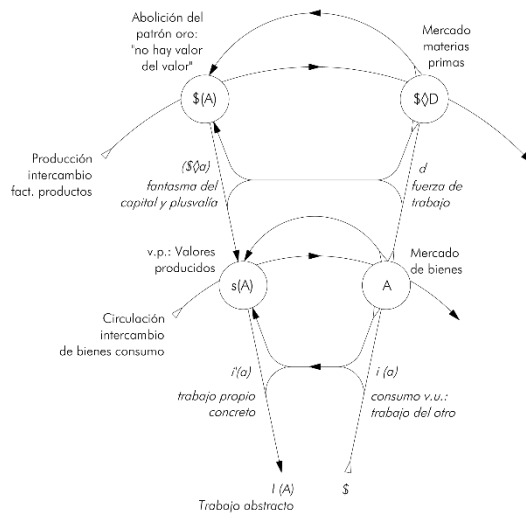 Abolición del
patrón oro:
"no hay valor
del valor"
Mercado
materias
primas
$(A)
$◊D
Producción
intercambio
fact. productos
($◊a)
fantasma del
capital y plusvalía
d
fuerza de
trabajo
v.p.: Valores
producidos
Mercado
de bienes
s(A)
A
Circulación
intercambio
de bienes consumo
i'(a)
trabajo propio
concreto
i (a)
consumo v.u.:
trabajo del otro
I (A)
Trabajo abstracto
$